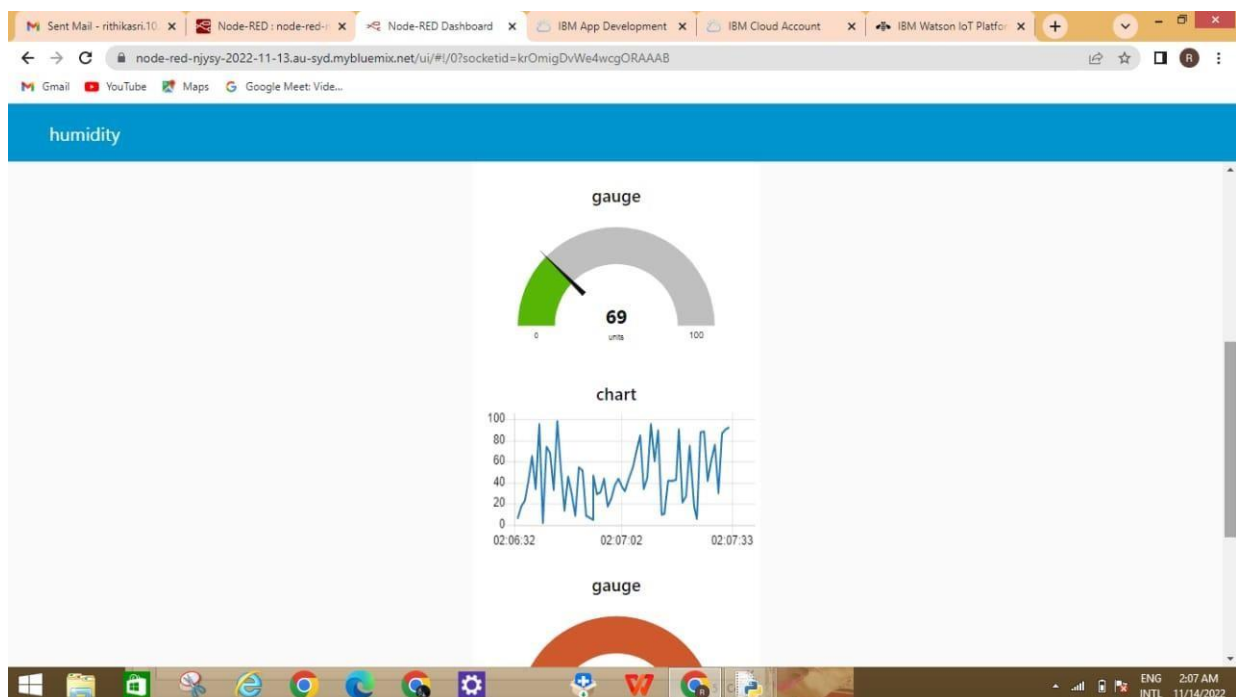 Sent Mail - rithikasri.10
Node-RED : node-red-n
Node-RED Dashboard
IBM App Development
IBM Cloud Account
IBM Watson IoT Platfor
node-red-njysy-2022-11-13.au-syd.mybluemix.net/ui/#!/0?socketid=krOmigDvWe4wcgORAAAB
R
Gmail
YouTube
Maps
Google Meet: Vide...
humidity
gauge
69
units
0
100
chart
100
80
60
40
20
0
02:06:32
02:07:02
02:07:33
gauge
ENG
INTL
2:07 AM
11/14/2022